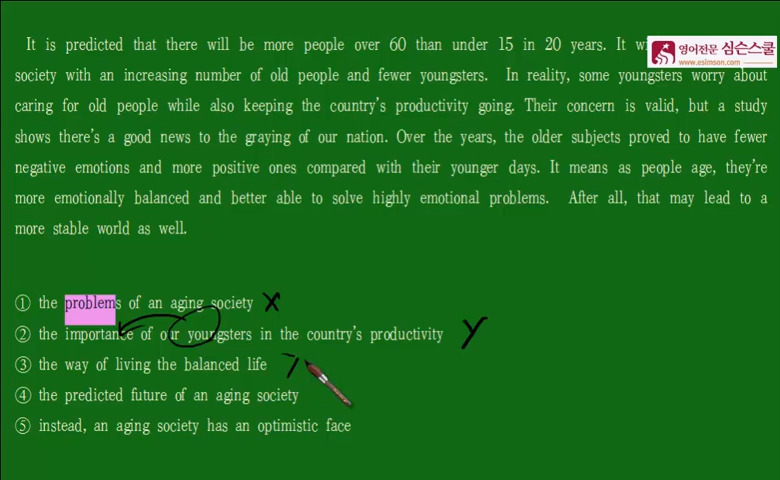 It is predicted that there will be more people over 60 than under 15 in 20 years. It
영어전문 심슨스쿨
www.eslmson.com
society with an increasing number of old people and fewer youngsters. In reality, some youngsters worry about
caring for old people while also keeping the country's productivity going. Their concern is valid, but a study
shows there's a good news to the graying of our nation. Over the years, the older subjects proved to have fewer
negative emotions and more positive ones compared with their younger days. It means as people age, they're
more emotionally balanced and better able to solve highly emotional problems. After all, that may lead to a
more stable world as well.
① the problems of an aging society X
② the importance of our youngsters in the country's productivity
③ the way of living the balanced life
④ the predicted future of an aging society
⑤ instead, an aging society has an optimistic face